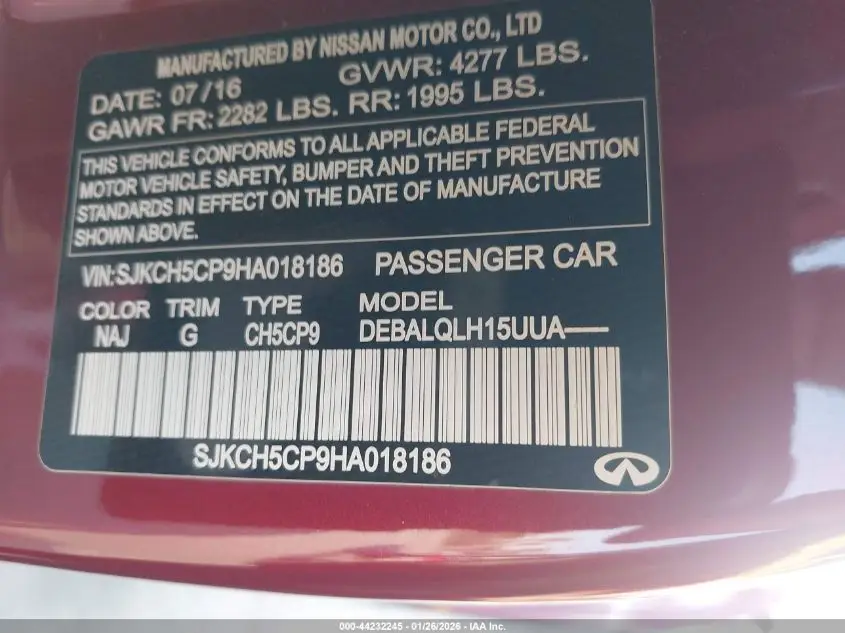 MANUFACTURED BY NISSAN MOTOR CO., LTD
DATE: 07/16 GVWR: 4277 LBS.
GAWR FR: 2282 LBS. RR: 1995 LBS.
THIS VEHICLE CONFORMS TO ALL APPLICABLE FEDERAL
MOTOR VEHICLE SAFETY, BUMPER AND THEFT PREVENTION
STANDARDS IN EFFECT ON THE DATE OF MANUFACTURE
SHOWN ABOVE.
VIN:SJKCH5CP9HA018186 PASSENGER CAR
COLOR TRIM TYPE MODEL
NAJ G CH5CP9 DEBALQLH15UUA——
SJKCH5CP9HA018186
000-44232245 - 01/26/2026 - IAA Inc.